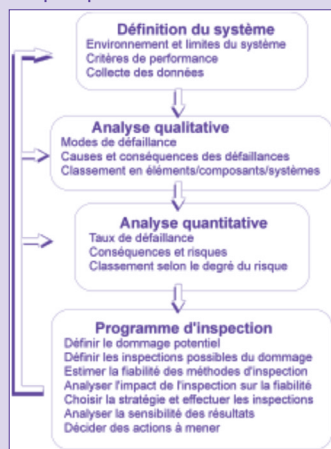 Définition du système
Environnement et limites du système
Critères de performance
Collecte des données
Analyse qualitative
Modes de défaillance
Causes et conséquences des défaillances
Classement en éléments/composants/systèmes
Analyse quantitative
Taux de défaillance
Conséquences et risques
Classement selon le degré du risque
Programme d'inspection
Définir le dommage potentiel
Définir les inspections possibles du dommage
Estimer la fiabilité des méthodes d'inspection
Analyser l'impact de l'inspection sur la fiabilité
Choisir la stratégie et effectuer les inspections
Analyser la sensibilité des résultats
Décider des actions à mener